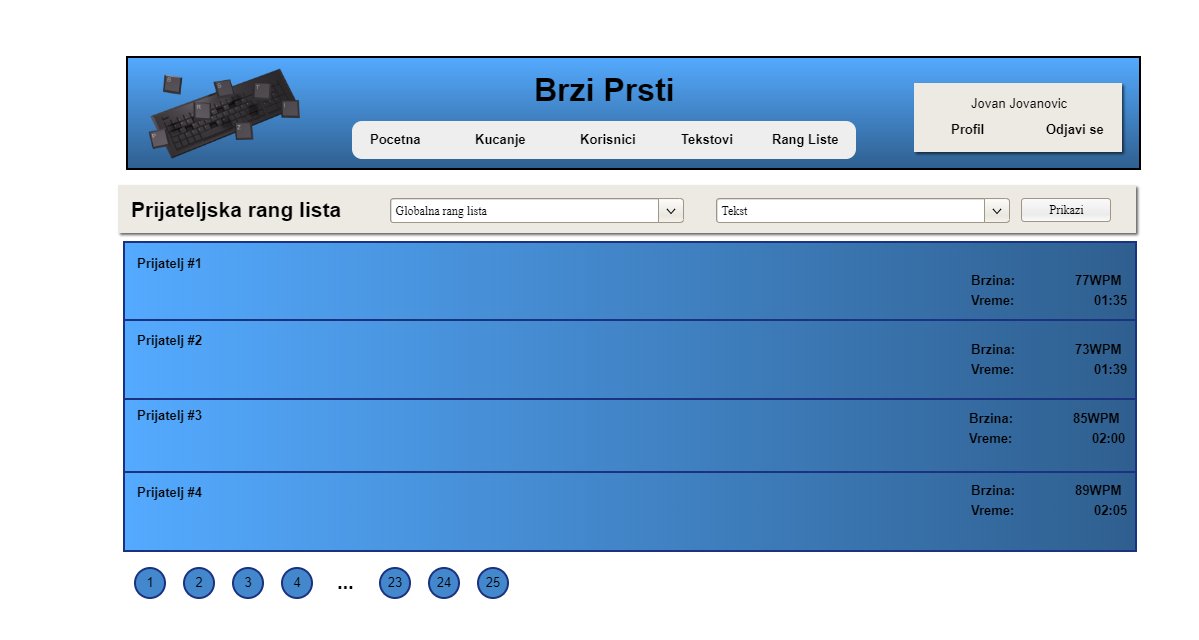 Brzi Prsti
Pocetna Kucanje Korisnici Tekstovi Rang Liste
Jovan Jovanovic
Profil Odjavi se
Prijateljska rang lista Globalna rang lista Tekst Prikazi
Prijatelj #1
Brzina: 77WPM
Vreme: 01:35
Prijatelj #2
Brzina: 73WPM
Vreme: 01:39
Prijatelj #3
Brzina: 85WPM
Vreme: 02:00
Prijatelj #4
Brzina: 89WPM
Vreme: 02:05
1 2 3 4 ... 23 24 25